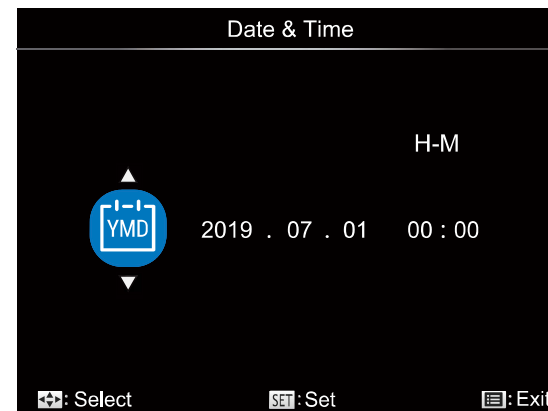 Date & Time
H-M
YMD 2019 . 07 . 01 00 : 00
: Select SET : Set : Exit